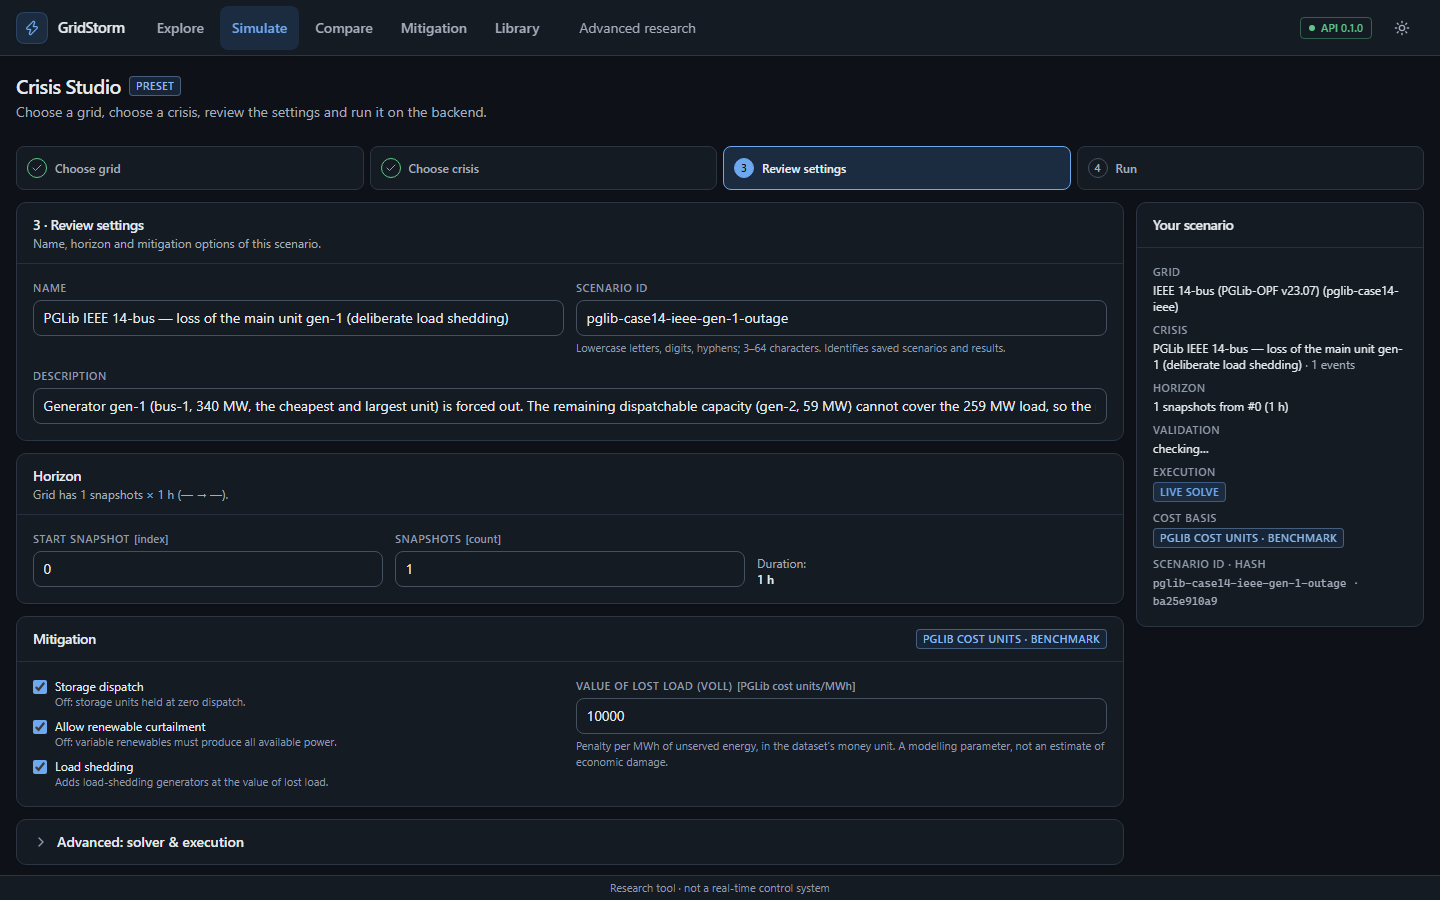 GridStorm
Explore
Simulate
Compare
Mitigation
Library
Advanced research
API 0.1.0
Crisis Studio
PRESET
Choose a grid, choose a crisis, review the settings and run it on the backend.
Choose grid
Choose crisis
3
Review settings
4
Run
3 · Review settings
Name, horizon and mitigation options of this scenario.
NAME
SCENARIO ID
PGLib IEEE 14-bus — loss of the main unit gen-1 (deliberate load shedding)
pglib-case14-ieee-gen-1-outage
Lowercase letters, digits, hyphens; 3–64 characters. Identifies saved scenarios and results.
DESCRIPTION
Generator gen-1 (bus-1, 340 MW, the cheapest and largest unit) is forced out. The remaining dispatchable capacity (gen-2, 59 MW) cannot cover the 259 MW load, so the
Horizon
Grid has 1 snapshots × 1 h (— → —).
START SNAPSHOT [index]
SNAPSHOTS [count]
0
1
Duration:
1 h
Mitigation
PGLIB COST UNITS · BENCHMARK
Storage dispatch
Off: storage units held at zero dispatch.
Allow renewable curtailment
Off: variable renewables must produce all available power.
Load shedding
Adds load-shedding generators at the value of lost load.
VALUE OF LOST LOAD (VOLL) [PGLib cost units/MWh]
10000
Penalty per MWh of unserved energy, in the dataset's money unit. A modelling parameter, not an estimate of
economic damage.
Advanced: solver & execution
Your scenario
GRID
IEEE 14-bus (PGLib-OPF v23.07) (pglib-case14-
ieee)
CRISIS
PGLib IEEE 14-bus — loss of the main unit gen-
1 (deliberate load shedding) · 1 events
HORIZON
1 snapshots from #0 (1 h)
VALIDATION
checking...
EXECUTION
LIVE SOLVE
COST BASIS
PGLIB COST UNITS · BENCHMARK
SCENARIO ID · HASH
pglib-case14-ieee-gen-1-outage ·
ba25e910a9
Research tool · not a real-time control system